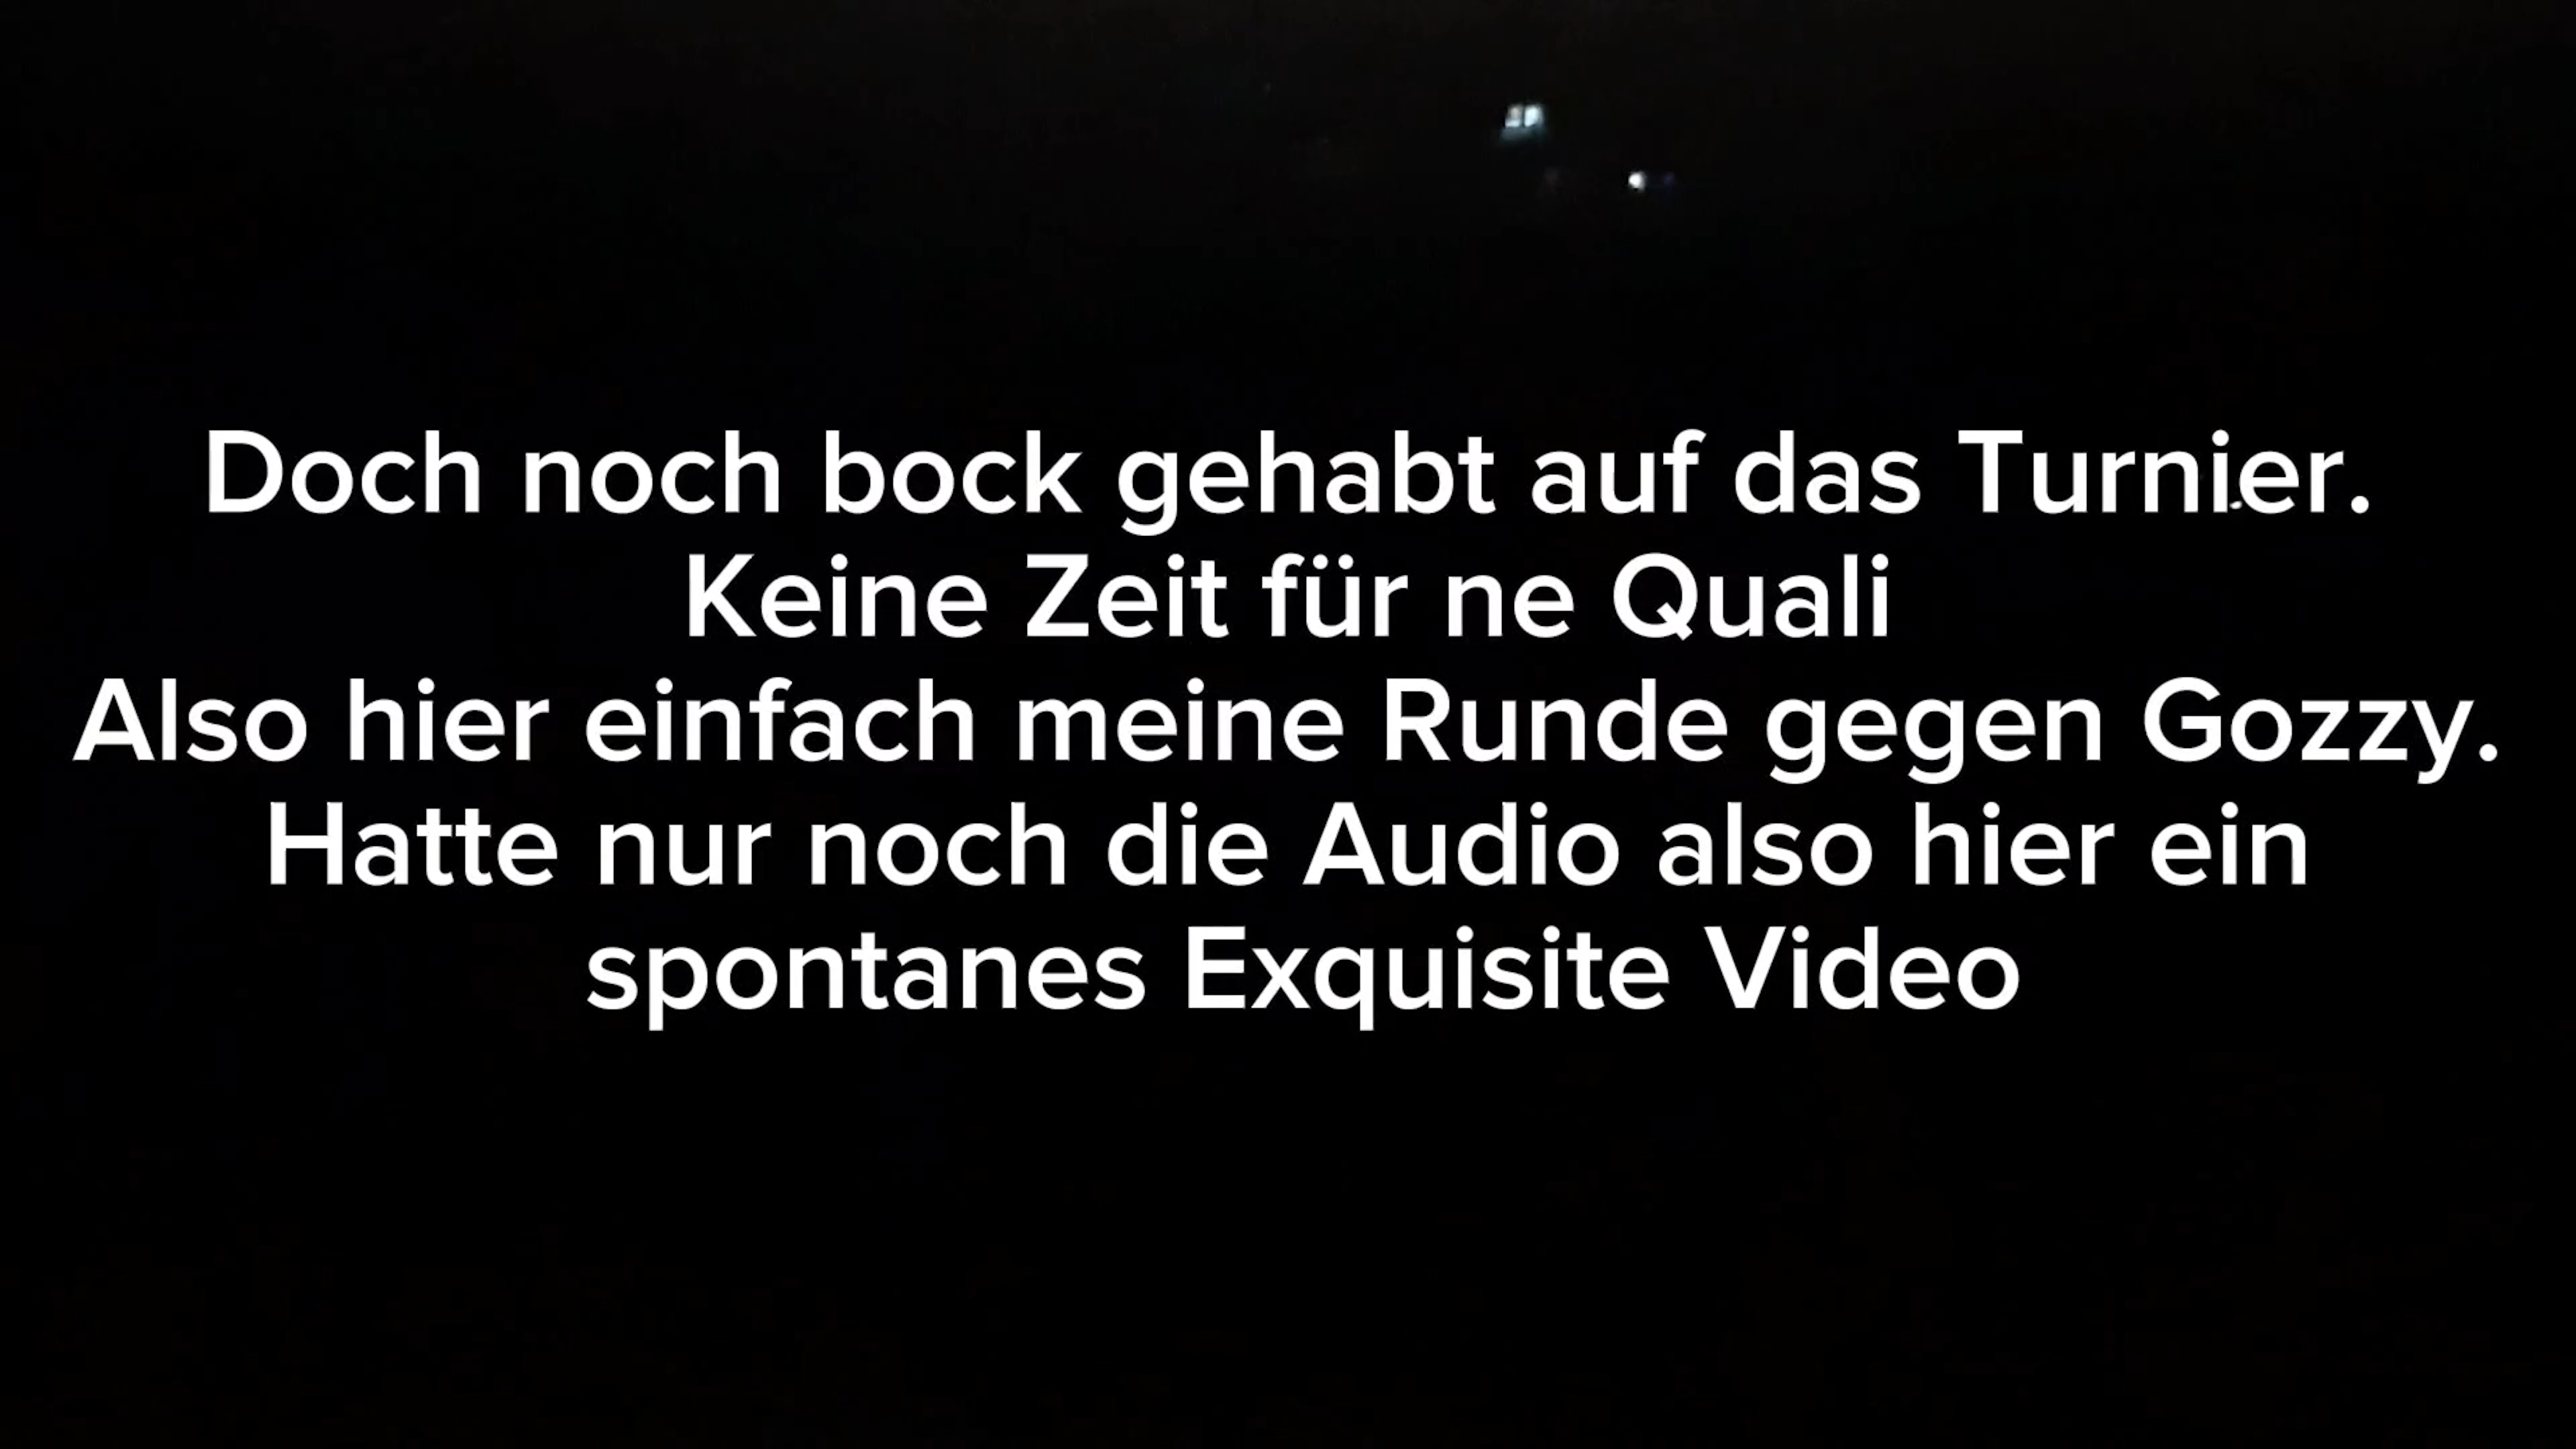 Doch noch bock gehabt auf das Turnier.
Keine Zeit für ne Quali
Also hier einfach meine Runde gegen Gozzy.
Hatte nur noch die Audio also hier ein
spontanes Exquisite Video